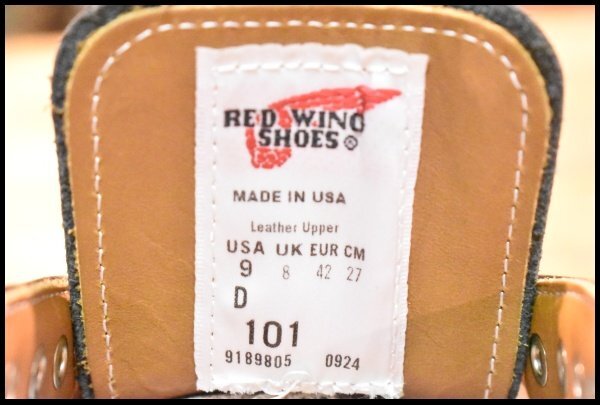 RED WING
SHOES®
MADE IN USA
Leather Upper
USA UK EUR CM
9 8 42 27
D
101
9189805 0924